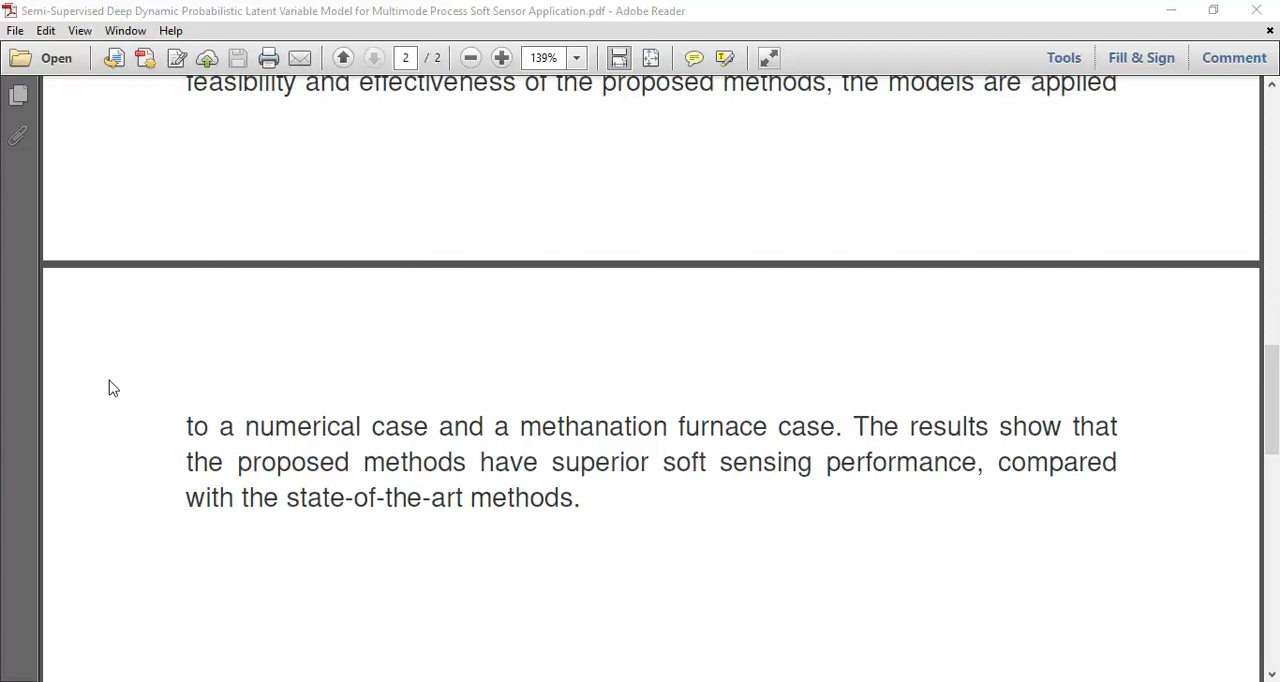 Semi-Supervised Deep Dynamic Probabilistic Latent Variable Model for Multimode Process Soft Sensor Application.pdf - Adobe Reader
File Edit View Window Help
Open 2 / 2 139% Tools Fill & Sign Comment
feasibility and effectiveness of the proposed methods, the models are applied
to a numerical case and a methanation furnace case. The results show that
the proposed methods have superior soft sensing performance, compared
with the state-of-the-art methods.